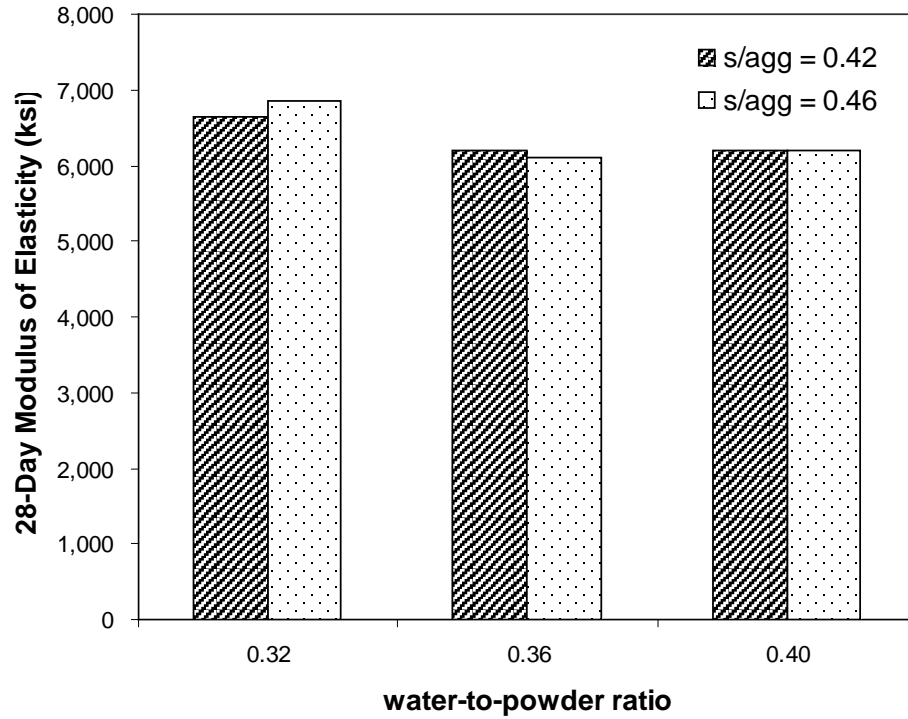 8,000
7,000
6,000
5,000
4,000
3,000
2,000
1,000
0
28-Day Modulus of Elasticity (ksi)
s/agg = 0.42
s/agg = 0.46
0.32 0.36 0.40
water-to-powder ratio